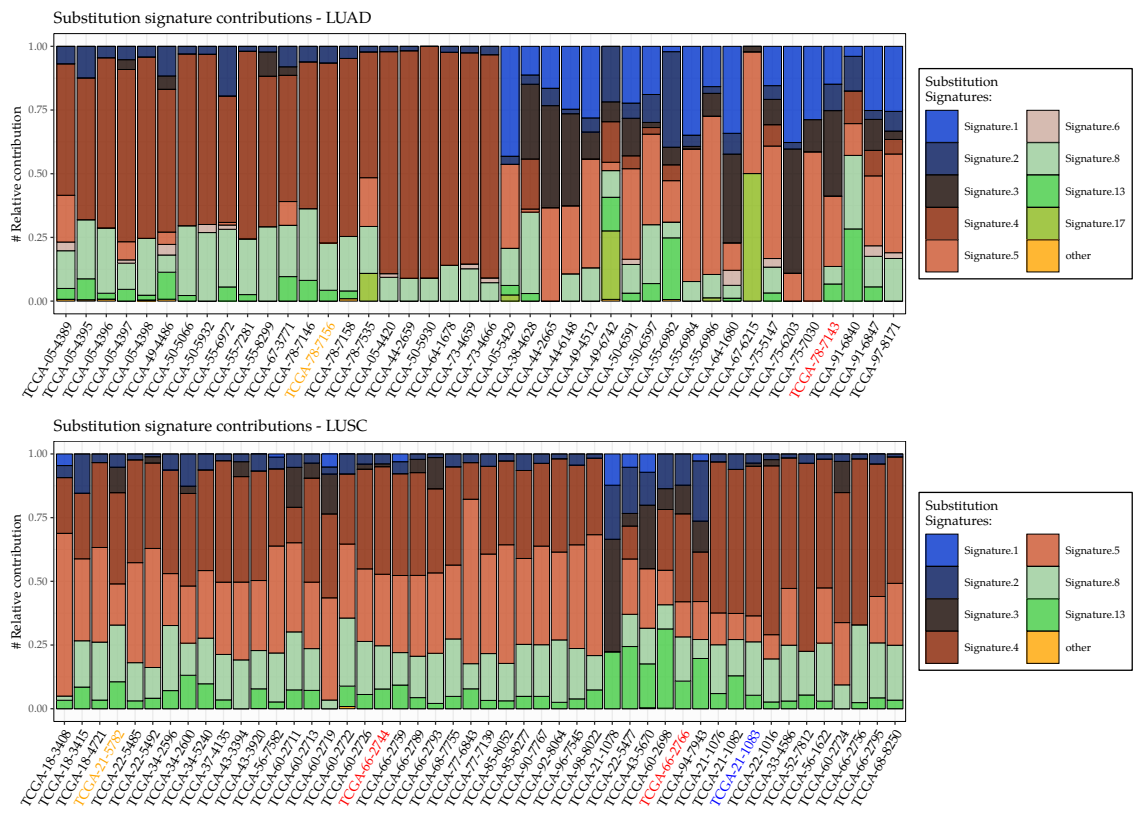 Substitution signature contributions - LUAD
# Relative contribution
1.00
0.75
0.50
0.25
0.00
TCGA-05-4389
TCGA-05-4395
TCGA-05-4396
TCGA-05-4397
TCGA-05-4398
TCGA-49-4486
TCGA-50-5066
TCGA-50-5932
TCGA-55-6972
TCGA-55-7281
TCGA-55-8299
TCGA-67-3771
TCGA-78-7146
TCGA-78-7156
TCGA-78-7158
TCGA-78-7535
TCGA-05-4420
TCGA-44-2659
TCGA-50-5930
TCGA-64-1678
TCGA-73-4659
TCGA-73-4666
TCGA-05-5429
TCGA-38-4628
TCGA-44-2665
TCGA-44-6148
TCGA-49-4512
TCGA-49-6742
TCGA-50-6591
TCGA-50-6597
TCGA-55-6982
TCGA-55-6984
TCGA-55-6986
TCGA-64-1680
TCGA-67-6215
TCGA-75-5147
TCGA-75-6203
TCGA-75-7030
TCGA-78-7143
TCGA-91-6840
TCGA-91-6847
TCGA-97-8171
Substitution
Signatures:
Signature.1
Signature.2
Signature.3
Signature.4
Signature.5
Signature.6
Signature.8
Signature.13
Signature.17
other
Substitution signature contributions - LUSC
# Relative contribution
1.00
0.75
0.50
0.25
0.00
TCGA-18-3408
TCGA-18-3415
TCGA-18-4721
TCGA-21-5782
TCGA-22-5485
TCGA-22-5492
TCGA-34-2596
TCGA-34-2600
TCGA-34-5240
TCGA-37-4135
TCGA-43-3394
TCGA-43-3920
TCGA-56-7582
TCGA-60-2711
TCGA-60-2713
TCGA-60-2719
TCGA-60-2722
TCGA-60-2726
TCGA-66-2744
TCGA-66-2759
TCGA-66-2789
TCGA-66-2793
TCGA-68-7755
TCGA-77-6843
TCGA-77-7139
TCGA-85-8052
TCGA-85-8277
TCGA-90-7767
TCGA-92-8064
TCGA-96-7545
TCGA-98-8022
TCGA-21-1078
TCGA-22-5477
TCGA-43-5670
TCGA-60-2698
TCGA-66-2766
TCGA-94-7943
TCGA-21-1076
TCGA-21-1082
TCGA-21-1083
TCGA-22-1016
TCGA-33-4586
TCGA-52-7812
TCGA-56-1622
TCGA-60-2724
TCGA-66-2756
TCGA-66-2795
TCGA-68-8250
Substitution
Signatures:
Signature.1
Signature.2
Signature.3
Signature.4
Signature.5
Signature.8
Signature.13
other